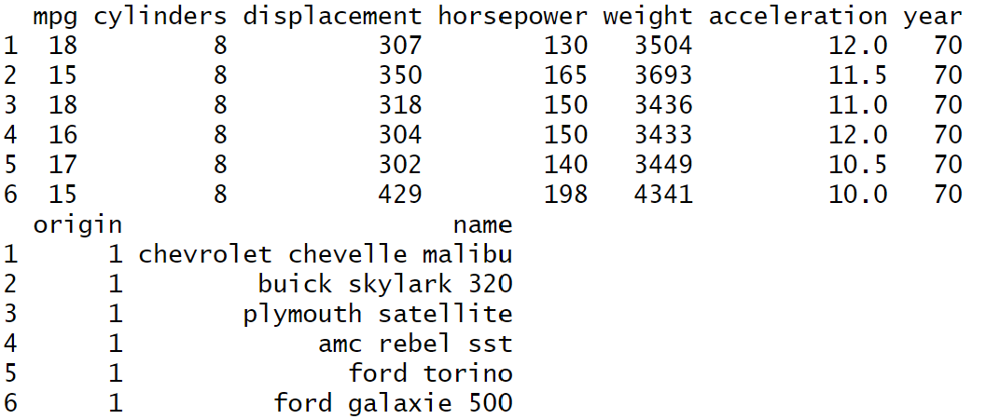 mpg cylinders displacement horsepower weight acceleration year
1  18         8          307        130   3504         12.0   70
2  15         8          350        165   3693         11.5   70
3  18         8          318        150   3436         11.0   70
4  16         8          304        150   3433         12.0   70
5  17         8          302        140   3449         10.5   70
6  15         8          429        198   4341         10.0   70
  origin                      name
1      1 chevrolet chevelle malibu
2      1         buick skylark 320
3      1        plymouth satellite
4      1             amc rebel sst
5      1               ford torino
6      1          ford galaxie 500